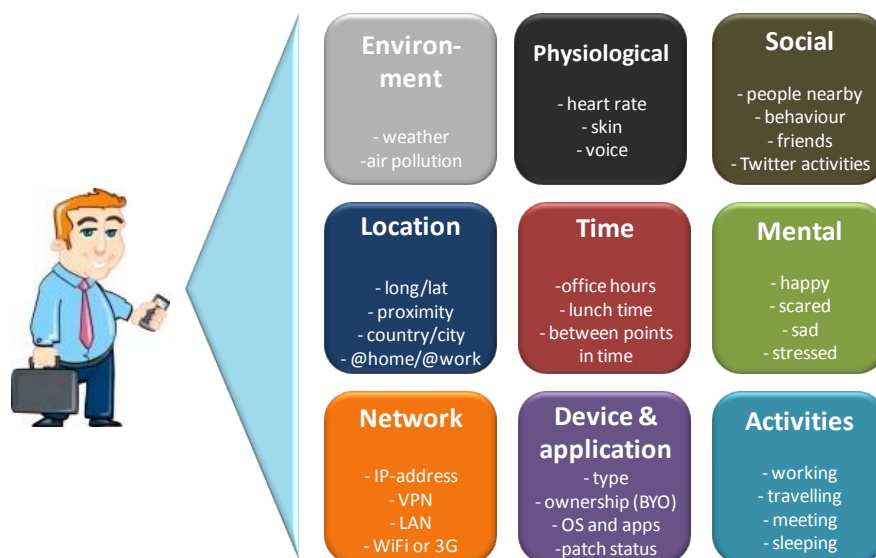 Environ-
ment
- weather
-air pollution
Physiological
- heart rate
- skin
- voice
Social
- people nearby
- behaviour
- friends
- Twitter activities
Location
- long/lat
- proximity
- country/city
- @home/@work
Time
-office hours
- lunch time
- between points
in time
Mental
- happy
- scared
- sad
- stressed
Network
- IP-address
- VPN
- LAN
- WiFi or 3G
Device &
application
- type
- ownership (BYO)
- OS and apps
-patch status
Activities
- working
- travelling
- meeting
- sleeping